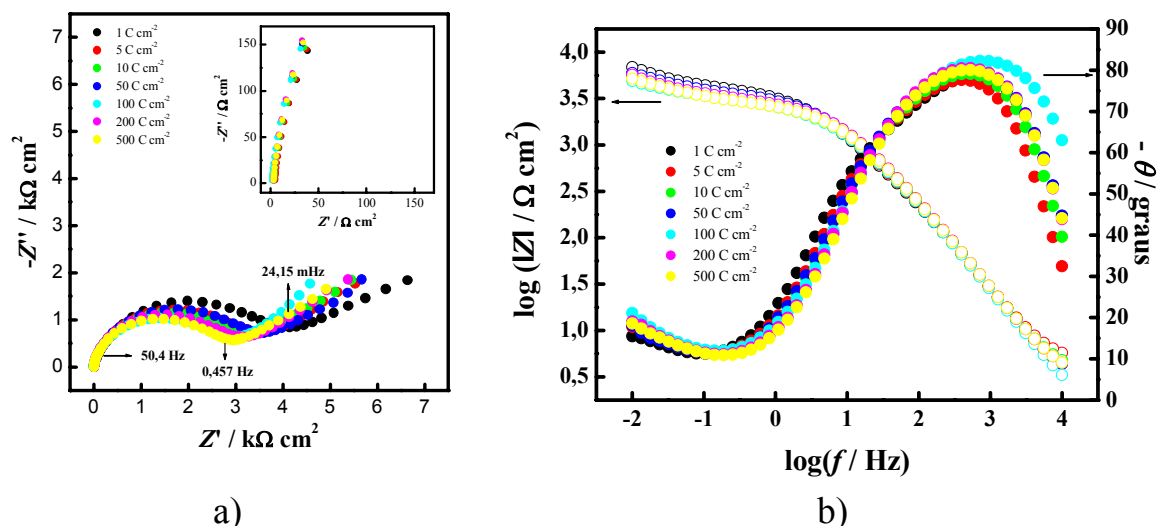 7
6
5
4
3
2
1
0
-Z'' / kΩ cm²
0 1 2 3 4 5 6 7
Z' / kΩ cm²
1 C cm⁻²
5 C cm⁻²
10 C cm⁻²
50 C cm⁻²
100 C cm⁻²
200 C cm⁻²
500 C cm⁻²
150
100
50
0
-Z'' / Ω cm²
0 50 100 150
Z' / Ω cm²
24,15 mHz
50,4 Hz
0,457 Hz
a)
4,0
3,5
3,0
2,5
2,0
1,5
1,0
0,5
log (|Z| / Ω cm²)
1 C cm⁻²
5 C cm⁻²
10 C cm⁻²
50 C cm⁻²
100 C cm⁻²
200 C cm⁻²
500 C cm⁻²
90
80
70
60
50
40
30
20
10
0
- θ / graus
-2 -1 0 1 2 3 4
log(f / Hz)
b)